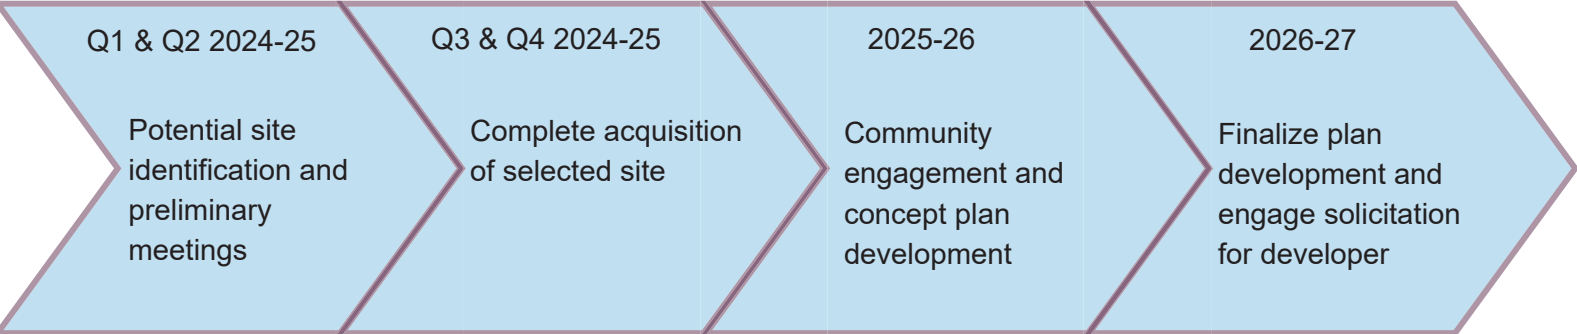 Q1 & Q2 2024-25
Potential site
identification and
preliminary
meetings
Q3 & Q4 2024-25
Complete acquisition
of selected site
2025-26
Community
engagement and
concept plan
development
2026-27
Finalize plan
development and
engage solicitation
for developer